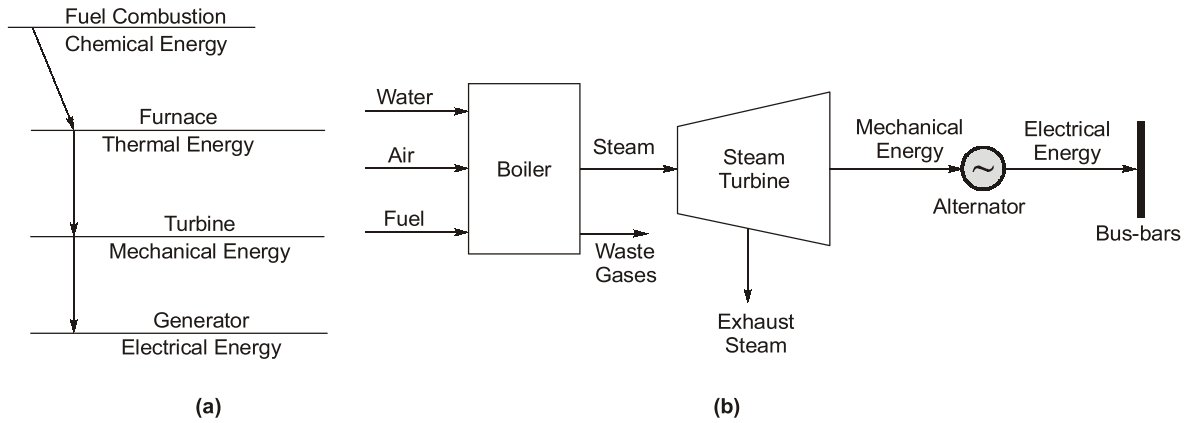 Fuel Combustion
Chemical Energy
Furnace
Thermal Energy
Turbine
Mechanical Energy
Generator
Electrical Energy
(a)
Water
Air
Fuel
Boiler
Steam
Waste
Gases
Steam
Turbine
Exhaust
Steam
Mechanical
Energy
~
Alternator
Electrical
Energy
Bus-bars
(b)